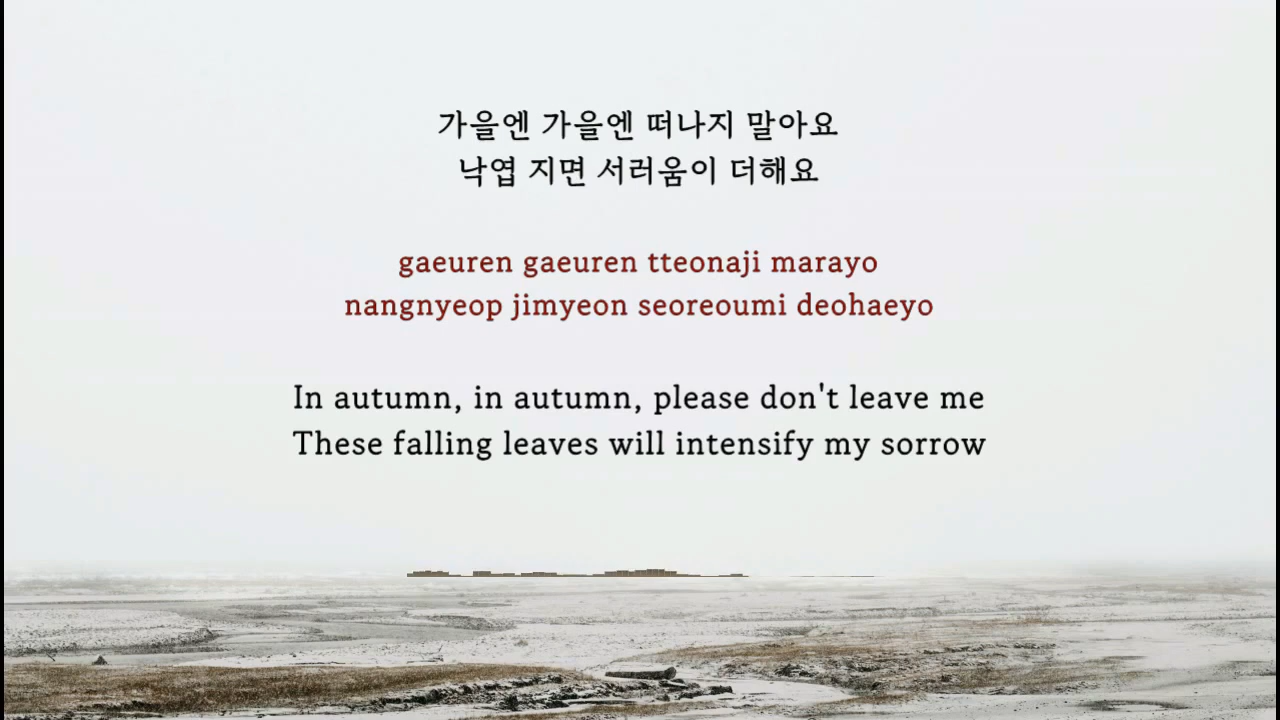 가을엔 가을엔 떠나지 말아요
낙엽 지면 서러움이 더해요
gaeuren gaeuren tteonaji marayo
nangnyeop jimyeon seoreoumi deohaeyo
In autumn, in autumn, please don't leave me
These falling leaves will intensify my sorrow